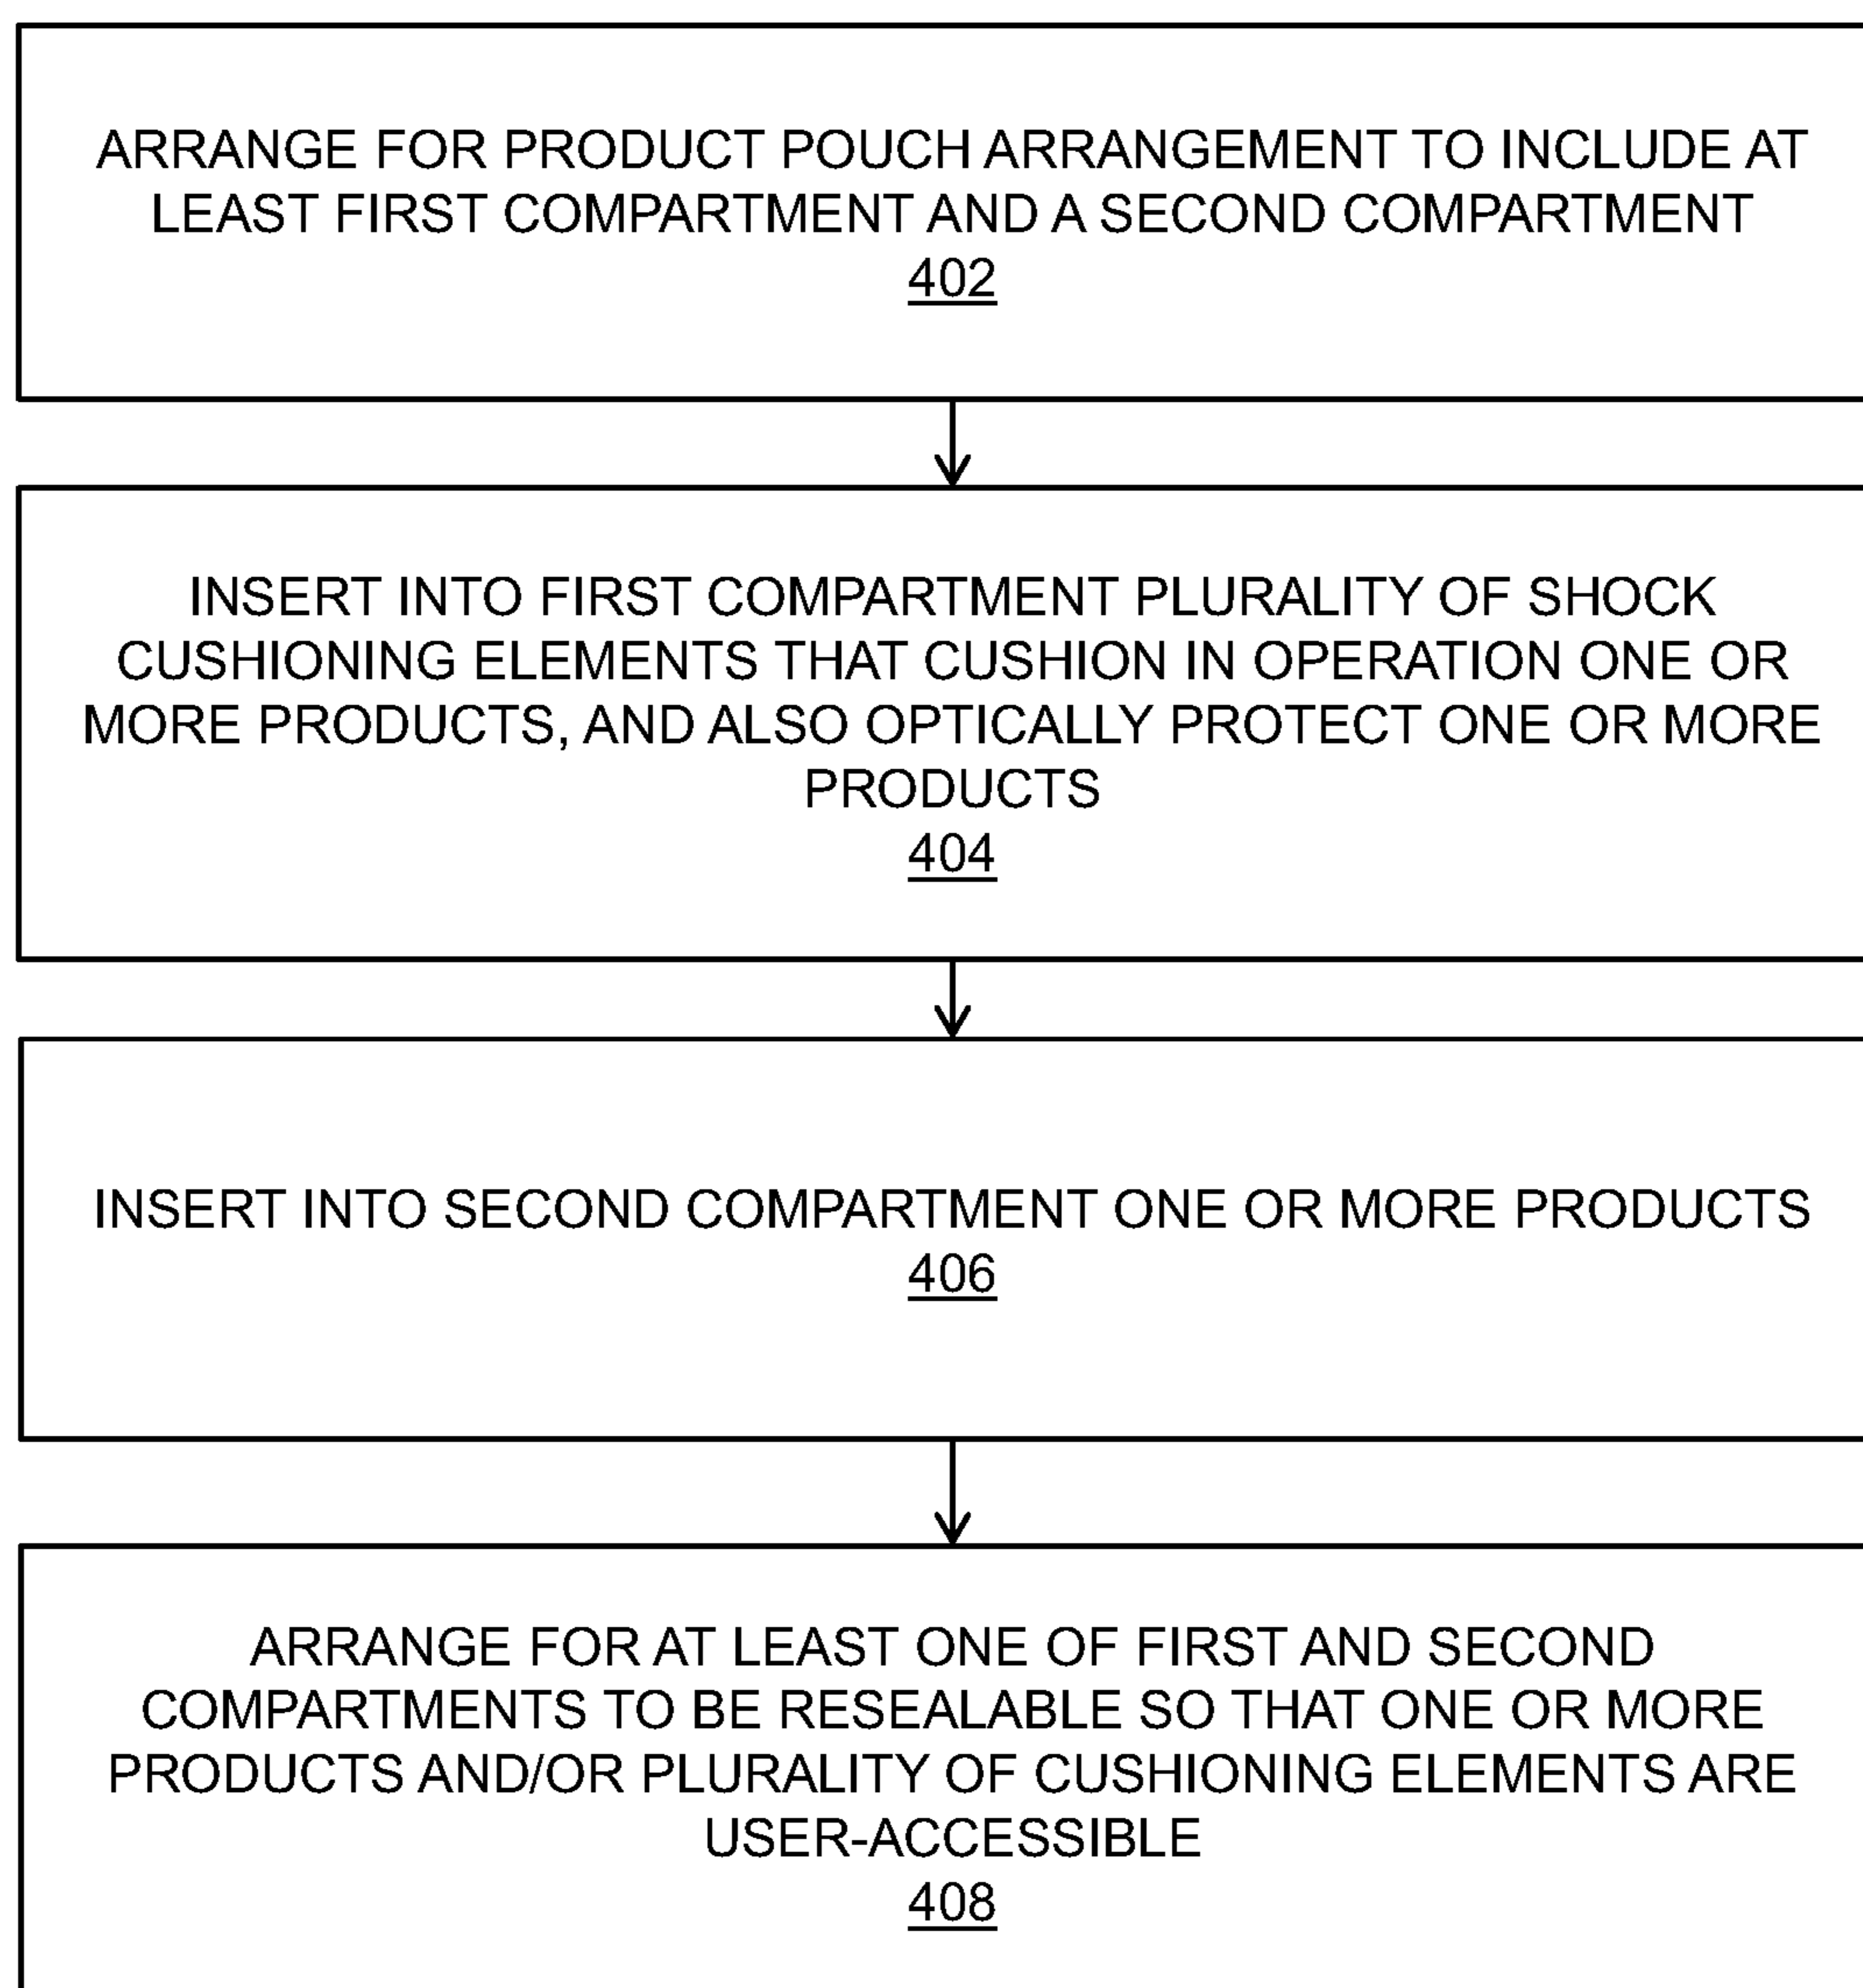 ARRANGE FOR PRODUCT POUCH ARRANGEMENT TO INCLUDE AT
LEAST FIRST COMPARTMENT AND A SECOND COMPARTMENT
402
INSERT INTO FIRST COMPARTMENT PLURALITY OF SHOCK
CUSHIONING ELEMENTS THAT CUSHION IN OPERATION ONE OR
MORE PRODUCTS, AND ALSO OPTICALLY PROTECT ONE OR MORE
PRODUCTS
404
INSERT INTO SECOND COMPARTMENT ONE OR MORE PRODUCTS
406
ARRANGE FOR AT LEAST ONE OF FIRST AND SECOND
COMPARTMENTS TO BE RESEALABLE SO THAT ONE OR MORE
PRODUCTS AND/OR PLURALITY OF CUSHIONING ELEMENTS ARE
USER-ACCESSIBLE
408